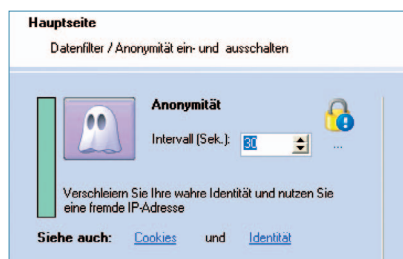 Hauptseite
Datenfilter / Anonymität ein- und ausschalten
Anonymität
Intervall (Sek.): 30
...
Verschleiern Sie Ihre wahre Identität und nutzen Sie
eine fremde IP-Adresse
Siehe auch: Cookies und Identität